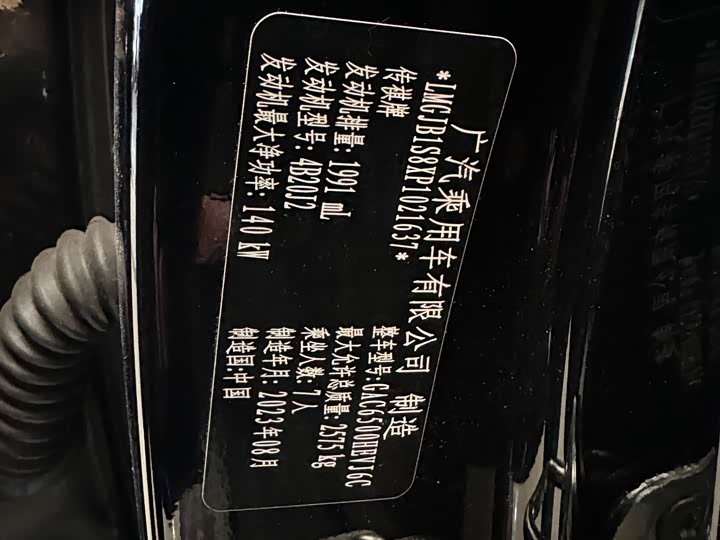 广汽乘用车有限公司 制造
*LMGJB1S8XP1021637*
传祺牌 整车型号:GAC6500HEVJ6C
发动机排量: 1991 mL 最大允许总质量:2575 kg
发动机型号: 4B20J2 乘坐人数: 7人
发动机最大净功率: 140 kW 制造年月: 2023年08月
制造国:中国